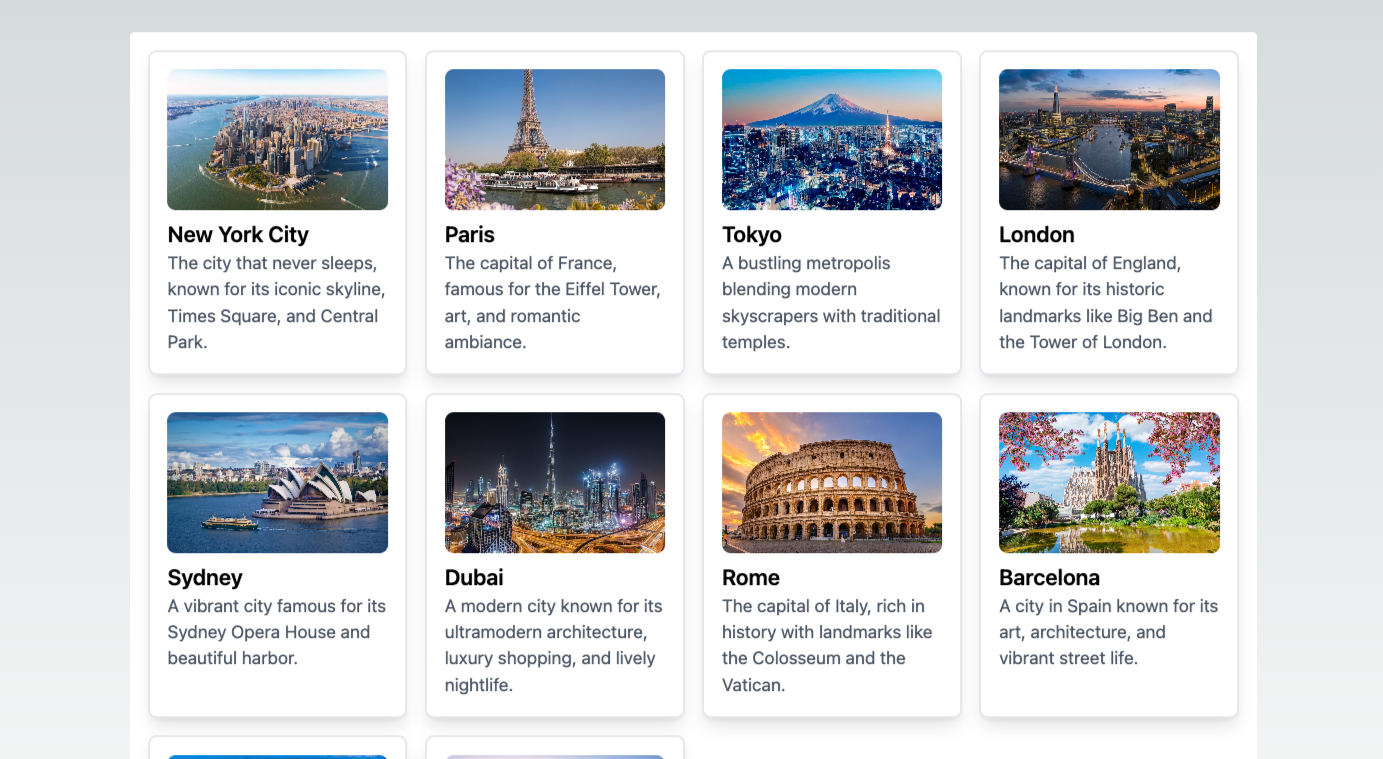 New York City
The city that never sleeps,
known for its iconic skyline,
Times Square, and Central
Park.
Paris
The capital of France,
famous for the Eiffel Tower,
art, and romantic
ambiance.
Tokyo
A bustling metropolis
blending modern
skyscrapers with traditional
temples.
London
The capital of England,
known for its historic
landmarks like Big Ben and
the Tower of London.
Sydney
A vibrant city famous for its
Sydney Opera House and
beautiful harbor.
Dubai
A modern city known for its
ultramodern architecture,
luxury shopping, and lively
nightlife.
Rome
The capital of Italy, rich in
history with landmarks like
the Colosseum and the
Vatican.
Barcelona
A city in Spain known for its
art, architecture, and
vibrant street life.